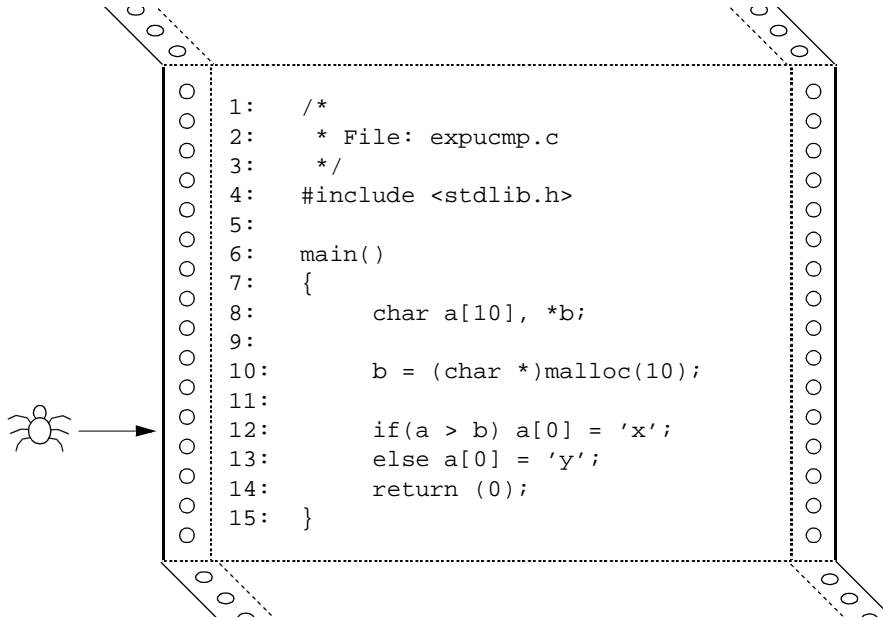 1: /*
2: * File: expucmp.c
3: */
4: #include <stdlib.h>
5:
6: main()
7: {
8: char a[10], *b;
9:
10: b = (char *)malloc(10);
11:
12: if(a > b) a[0] = ’x’;
13: else a[0] = ’y’;
14: return (0);
15: }